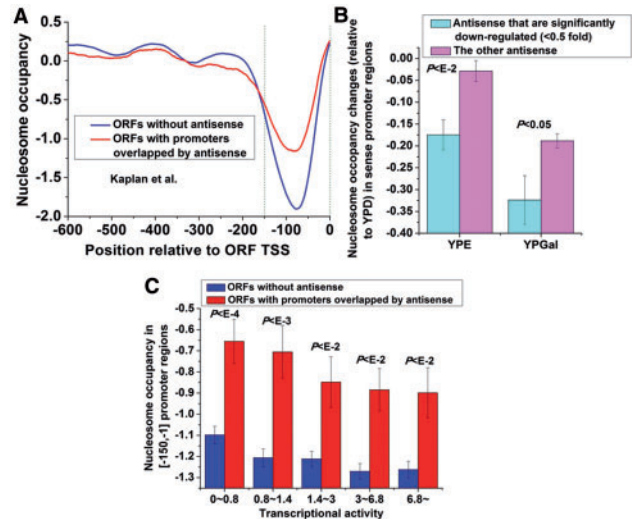 A
Nucleosome occupancy
0.5
0.0
-0.5
-1.0
-1.5
-2.0
ORFs without antisense
ORFs with promoters
overlapped by antisense
Kaplan et al.
-600 -500 -400 -300 -200 -100 0
Position relative to ORF TSS
B
Antisense that are significantly
down-regulated (<0.5 fold)
The other antisense
Nucleosome occupancy changes (relative
to YPD) in sense promoter regions
0.00
-0.05
-0.10
-0.15
-0.20
-0.25
-0.30
-0.35
-0.40
P<E-2
P<0.05
YPE YPGal
C
ORFs without antisense
ORFs with promoters overlapped by antisense
Nucleosome occupancy in
[-150,-1] promoter regions
-0.5
-0.6
-0.7
-0.8
-0.9
-1.0
-1.1
-1.2
-1.3
P<E-4
P<E-3
P<E-2
P<E-2
P<E-2
0~0.8 0.8~1.4 1.4~3 3~6.8 6.8~
Transcriptional activity